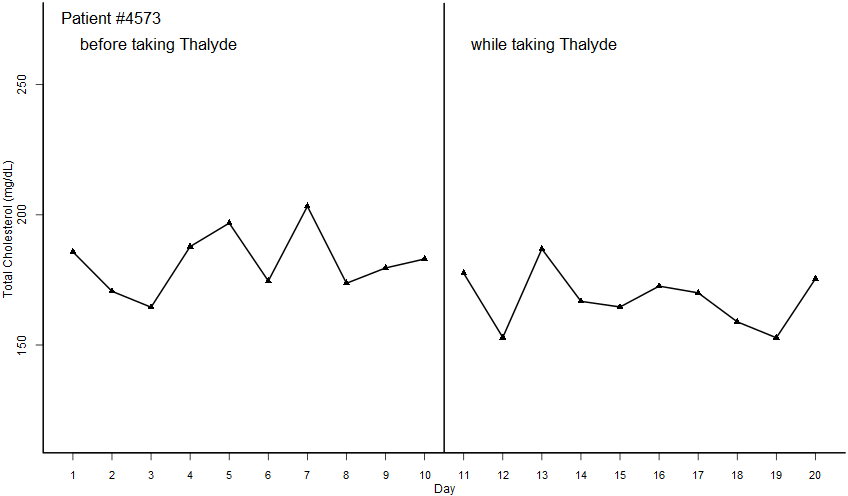 Patient #4573
before taking Thalyde
while taking Thalyde
Total Cholesterol (mg/dL)
250
200
150
1 2 3 4 5 6 7 8 9 10 11 12 13 14 15 16 17 18 19 20
Day